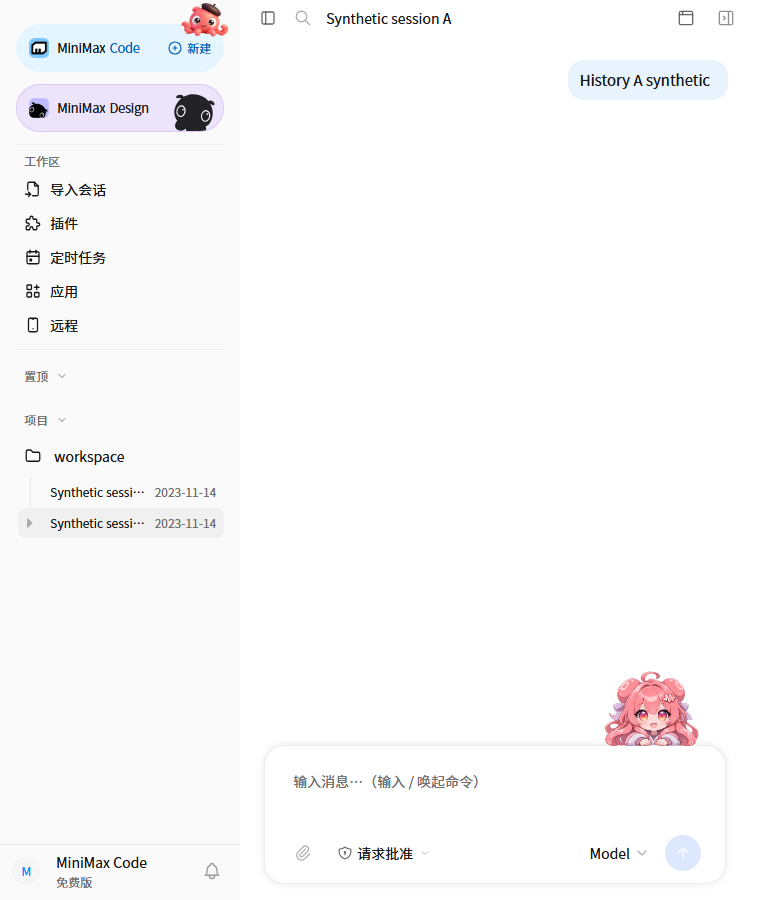 MiniMax Code
新建
MiniMax Design
工作区
导入会话
插件
定时任务
应用
远程
置顶
项目
workspace
Synthetic sessi… 2023-11-14
Synthetic sessi… 2023-11-14
M
MiniMax Code
免费版
Synthetic session A
History A synthetic
输入消息…（输入 / 唤起命令）
请求批准
Model